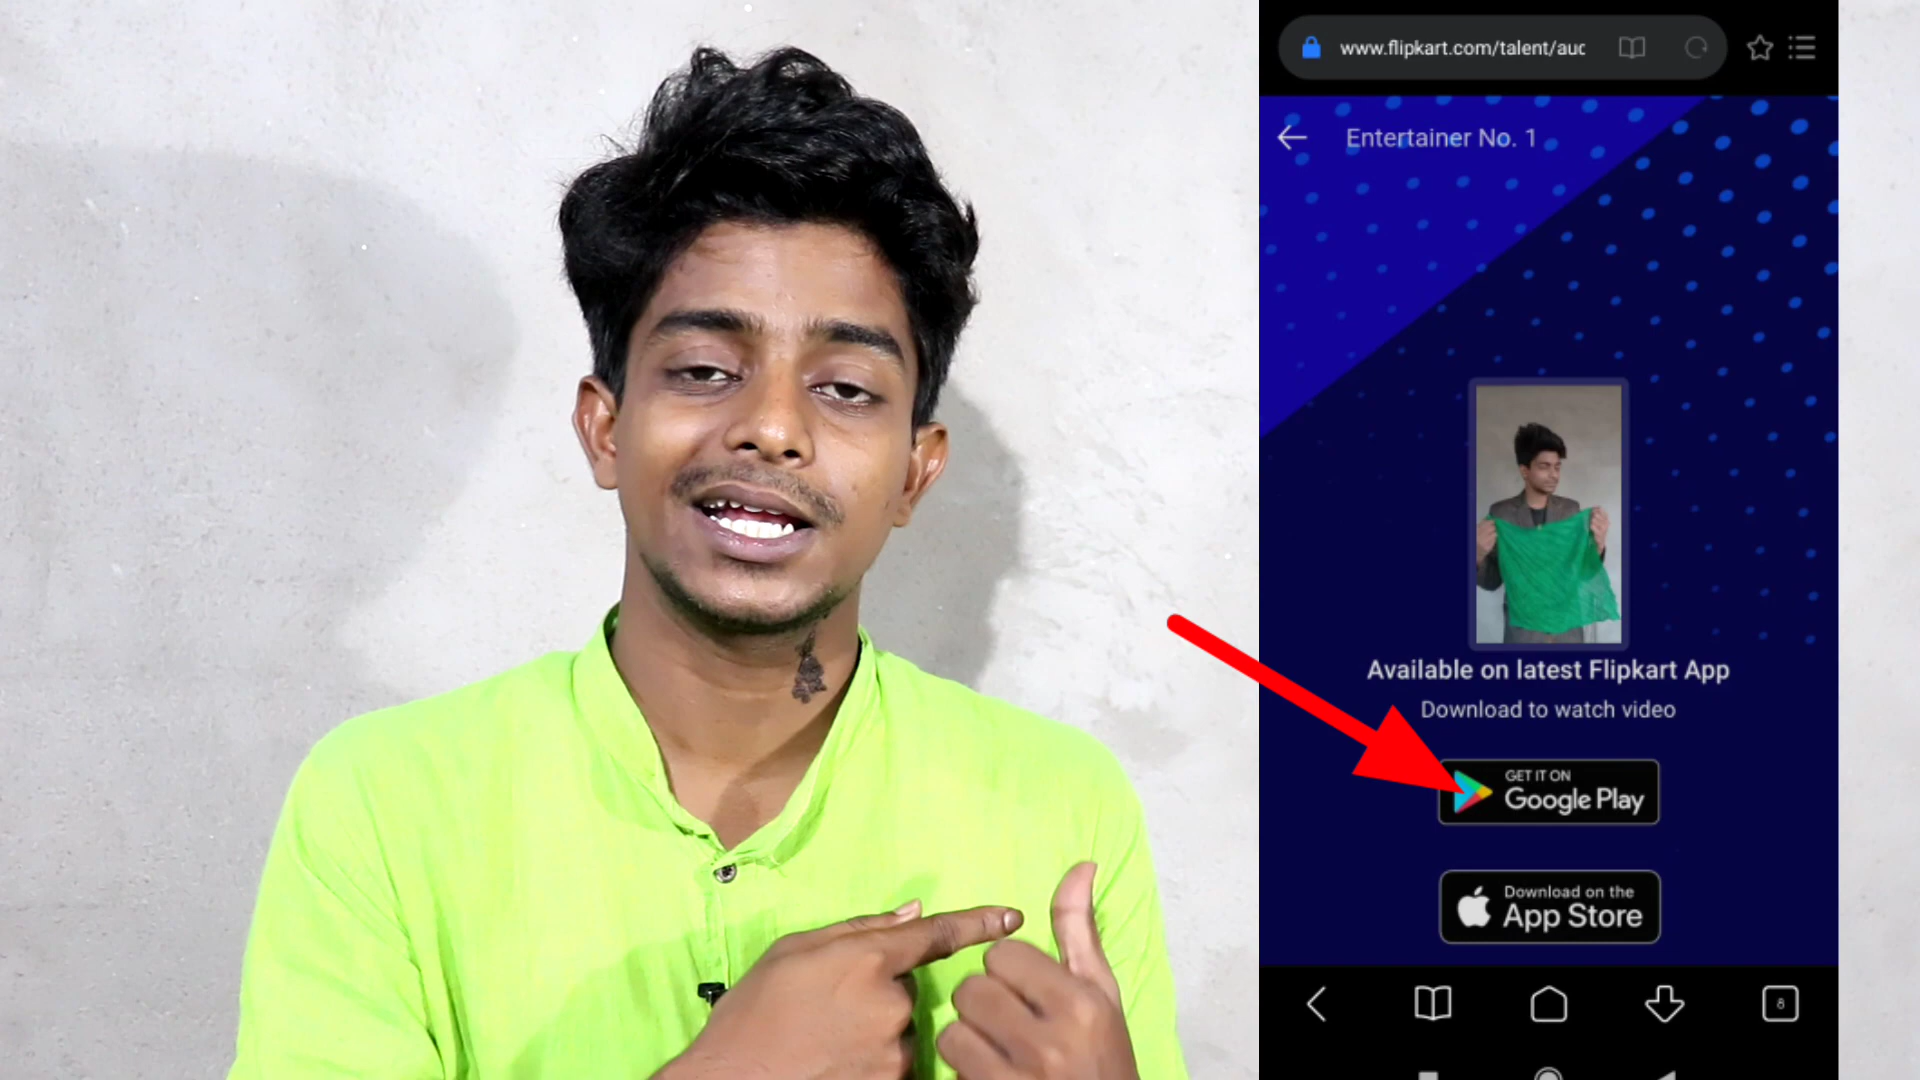 www.flipkart.com/talent/auc
Entertainer No. 1
Available on latest Flipkart App
Download to watch video
GET IT ON
Google Play
Download on the
App Store
8